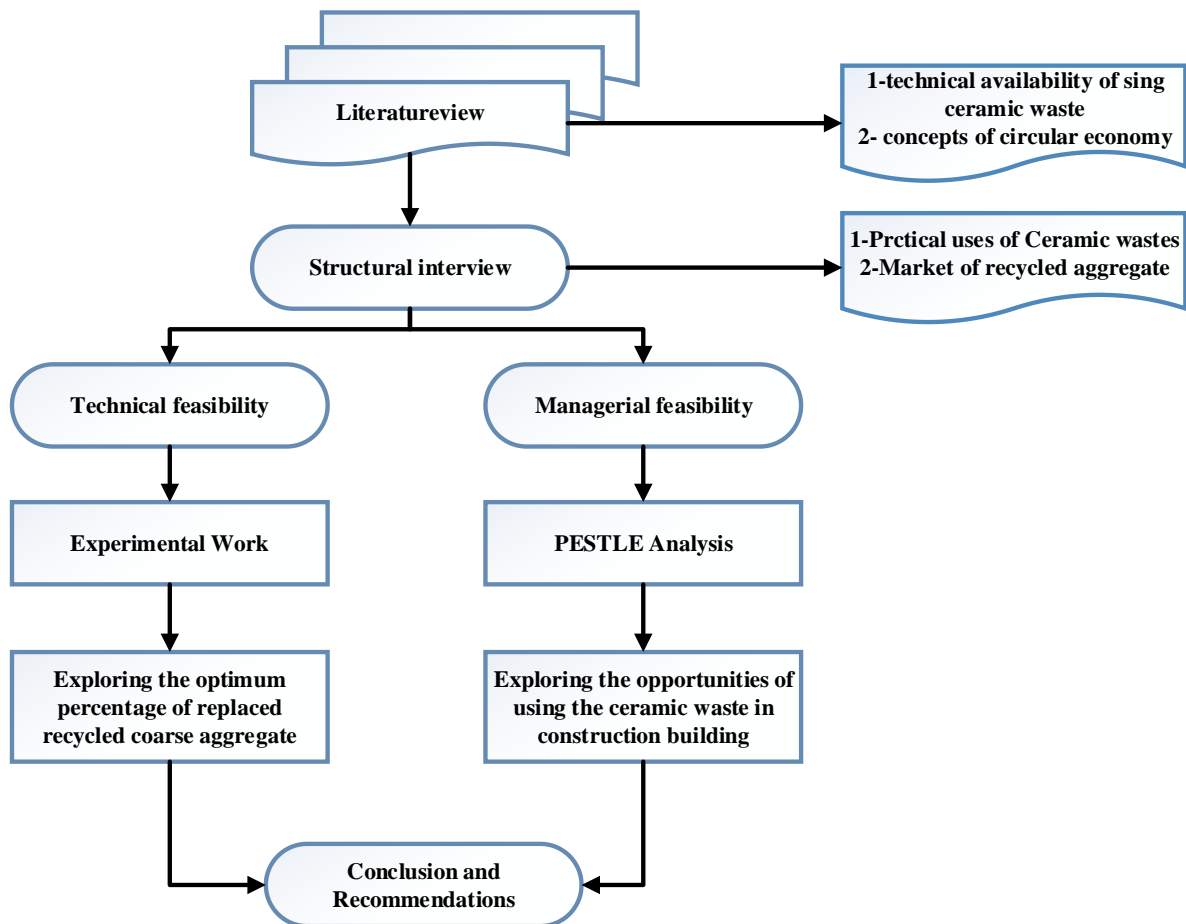 Literatureview
1-technical availability of sing
ceramic waste
2- concepts of circular economy
Structural interview
1-Prctical uses of Ceramic wastes
2-Market of recycled aggregate
Technical feasibility
Managerial feasibility
Experimental Work
PESTLE Analysis
Exploring the optimum
percentage of replaced
recycled coarse aggregate
Exploring the opportunities of
using the ceramic waste in
construction building
Conclusion and
Recommendations